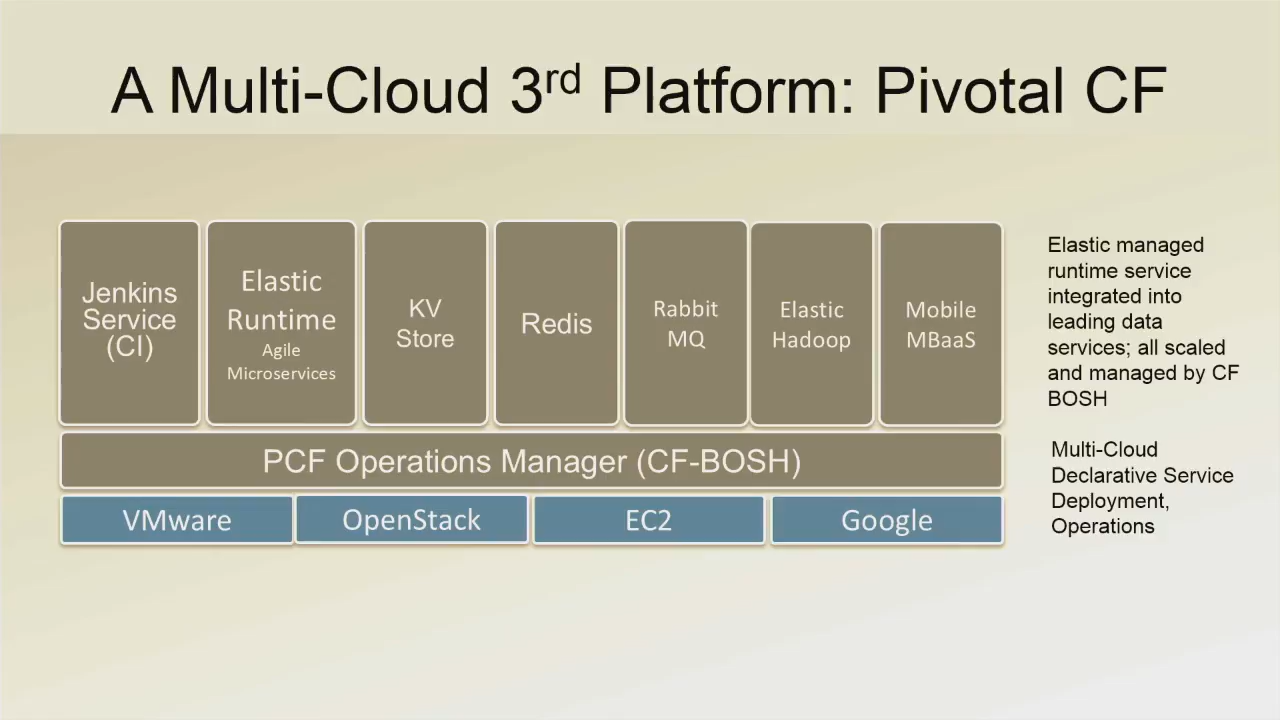 A Multi-Cloud 3rd Platform: Pivotal CF
Jenkins
Service
(CI)
Elastic
Runtime
Agile
Microservices
KV
Store
Redis
Rabbit
MQ
Elastic
Hadoop
Mobile
MBaaS
Elastic managed
runtime service
integrated into
leading data
services; all scaled
and managed by CF
BOSH
PCF Operations Manager (CF-BOSH)
Multi-Cloud
Declarative Service
Deployment,
Operations
VMware
OpenStack
EC2
Google